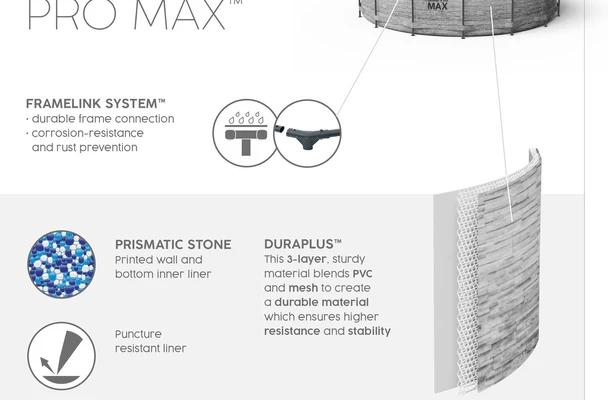 PRO MAX™
MAX
FRAMELINK SYSTEM™
· durable frame connection
· corrosion-resistance
and rust prevention
PRISMATIC STONE
Printed wall and
bottom inner liner
DURAPLUS™
This 3-layer, sturdy
material blends PVC
and mesh to create
a durable material
which ensures higher
resistance and stability
Puncture
resistant liner